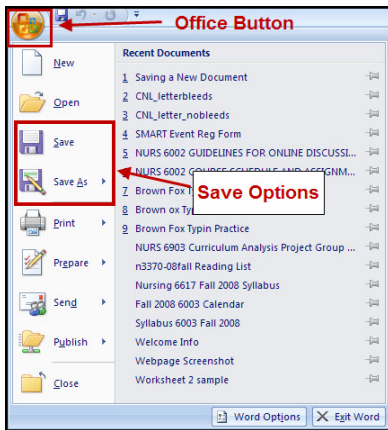 Office Button
Recent Documents
New
1 Saving a New Document
2 CNL_letterbleeds
Open
3 CNL_letter_nobleeds
4 SMART Event Reg Form
Save
5 NURS 6002 GUIDELINES FOR ONLINE DISCUSSI...
NURS 6002 COURSE SCHEDULE AND ASSIGNM...
Save As
Save Options
7 Brown Fox Ty
8 Brown ox Typ
Print
9 Brown Fox Typin Practice
NURS 6903 Curriculum Analysis Project Group ...
Prepare
n3370-08fall Reading List
Nursing 6617 Fall 2008 Syllabus
Send
Fall 2008 6003 Calendar
Syllabus 6003 Fall 2008
Publish
Welcome Info
Webpage Screenshot
Close
Worksheet 2 sample
Word Options
Exit Word